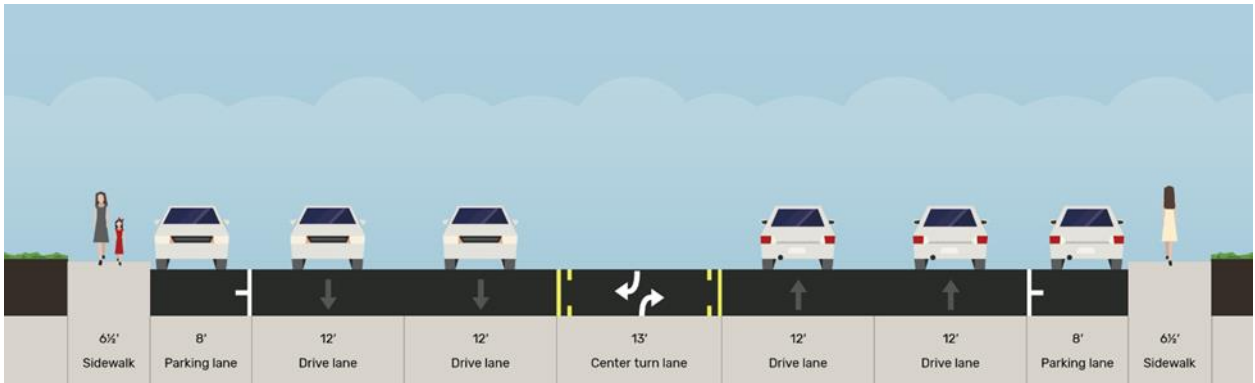 6½′
Sidewalk
8′
Parking lane
12′
Drive lane
12′
Drive lane
13′
Center turn lane
12′
Drive lane
12′
Drive lane
8′
Parking lane
6½′
Sidewalk